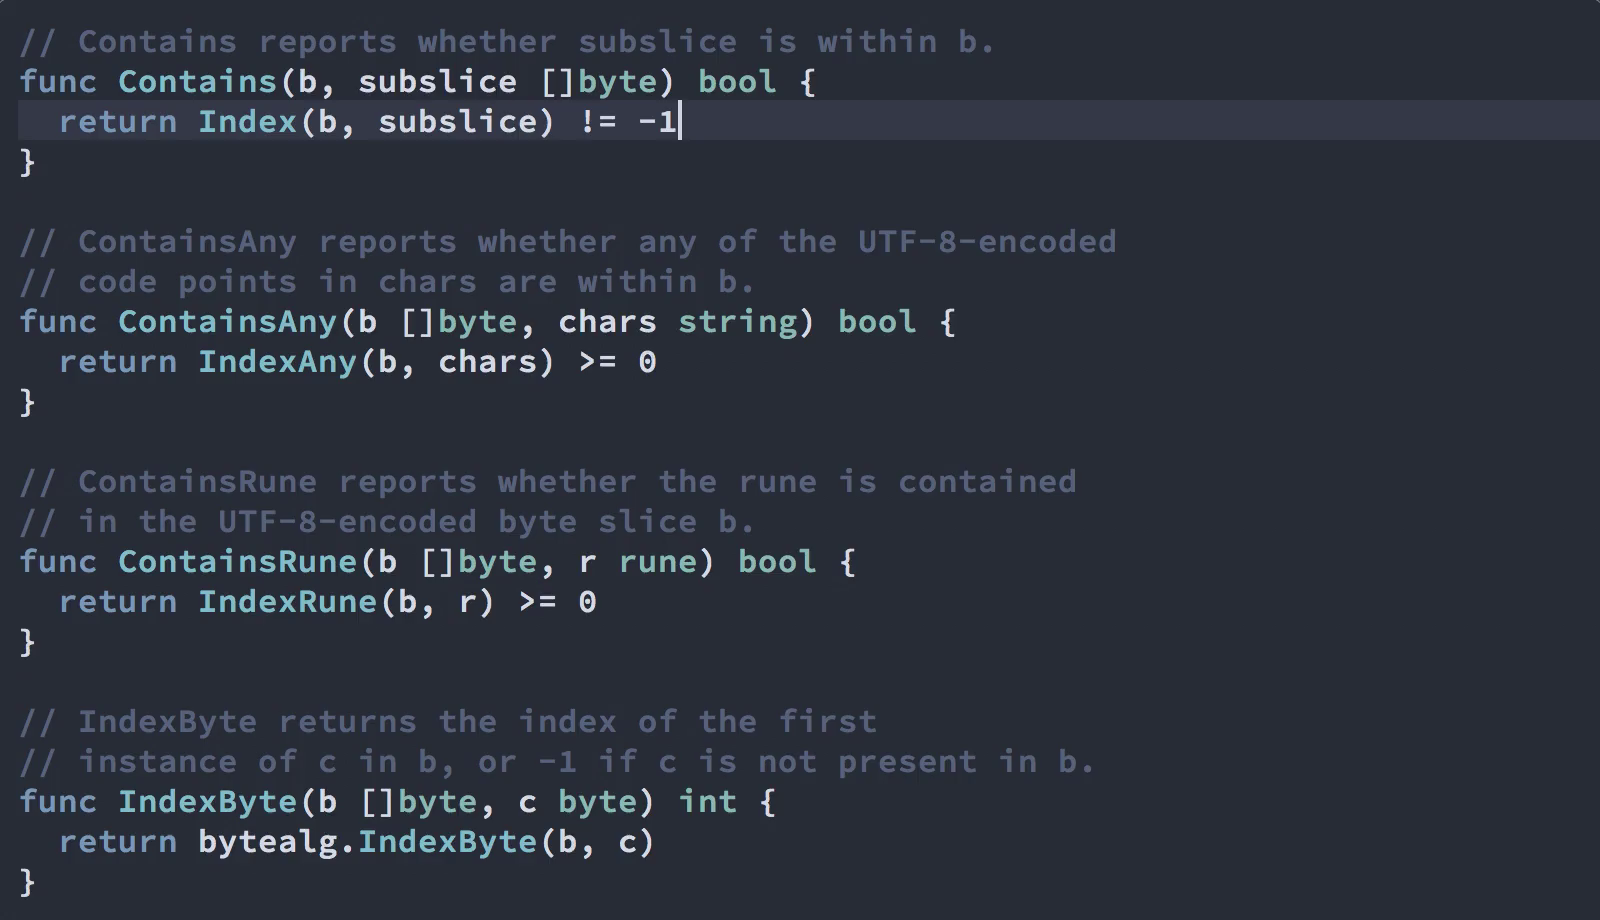 // Contains reports whether subslice is within b.
func Contains(b, subslice []byte) bool {
  return Index(b, subslice) != -1
}

// ContainsAny reports whether any of the UTF-8-encoded
// code points in chars are within b.
func ContainsAny(b []byte, chars string) bool {
  return IndexAny(b, chars) >= 0
}

// ContainsRune reports whether the rune is contained
// in the UTF-8-encoded byte slice b.
func ContainsRune(b []byte, r rune) bool {
  return IndexRune(b, r) >= 0
}

// IndexByte returns the index of the first
// instance of c in b, or -1 if c is not present in b.
func IndexByte(b []byte, c byte) int {
  return bytealg.IndexByte(b, c)
}